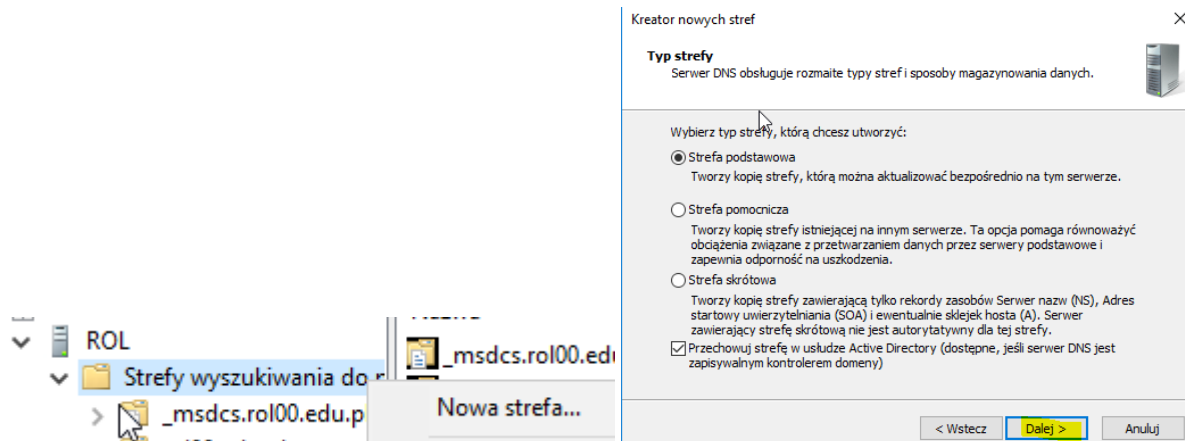 ROL
Strefy wyszukiwania do
_msdcs.rol00.edu.p
_msdcs.rol00.edu
Nowa strefa...
Kreator nowych stref
Typ strefy
Serwer DNS obsługuje rozmaite typy stref i sposoby magazynowania danych.
Wybierz typ strefy, którą chcesz utworzyć:
Strefa podstawowa
Tworzy kopię strefy, którą można aktualizować bezpośrednio na tym serwerze.
Strefa pomocnicza
Tworzy kopię strefy istniejącej na innym serwerze. Ta opcja pomaga równoważyć
obciążenia związane z przetwarzaniem danych przez serwery podstawowe i
zapewnia odporność na uszkodzenia.
Strefa skrótowa
Tworzy kopię strefy zawierającą tylko rekordy zasobów Serwer nazw (NS), Adres
startowy uwierzytelniania (SOA) i ewentualnie sklejek hosta (A). Serwer
zawierający strefę skrótową nie jest autorytatywny dla tej strefy.
Przechowuj strefę w usłudze Active Directory (dostępne, jeśli serwer DNS jest
zapisywalnym kontrolerem domeny)
< Wstecz
Dalej >
Anuluj